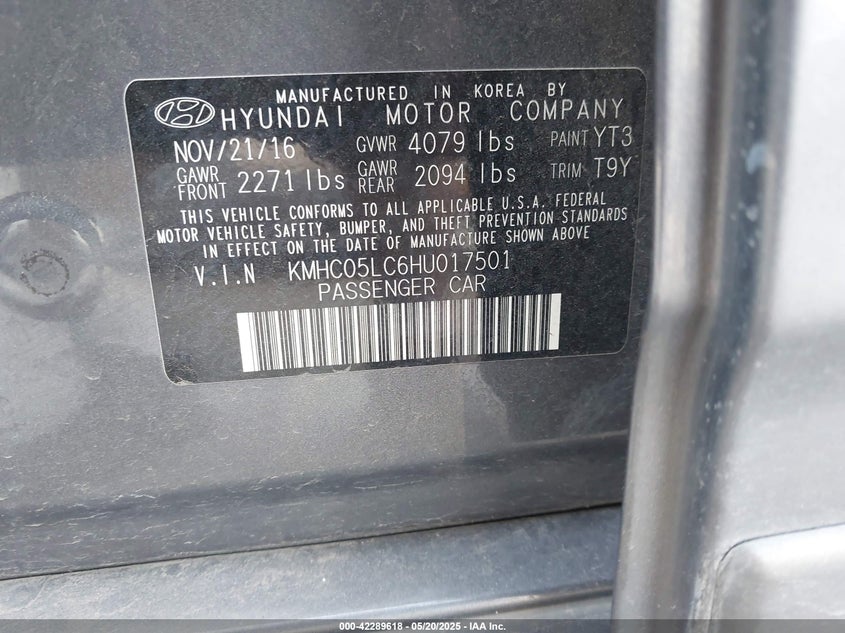 MANUFACTURED IN KOREA BY
HYUNDAI MOTOR COMPANY
NOV/21/16 GVWR 4079 lbs PAINT YT3
GAWR FRONT 2271 lbs GAWR REAR 2094 lbs TRIM T9Y
THIS VEHICLE CONFORMS TO ALL APPLICABLE U.S.A. FEDERAL
MOTOR VEHICLE SAFETY, BUMPER, AND THEFT PREVENTION STANDARDS
IN EFFECT ON THE DATE OF MANUFACTURE SHOWN ABOVE
V.I.N KMHC05LC6HU017501
PASSENGER CAR
000-42289618 - 05/20/2025 - IAA Inc.